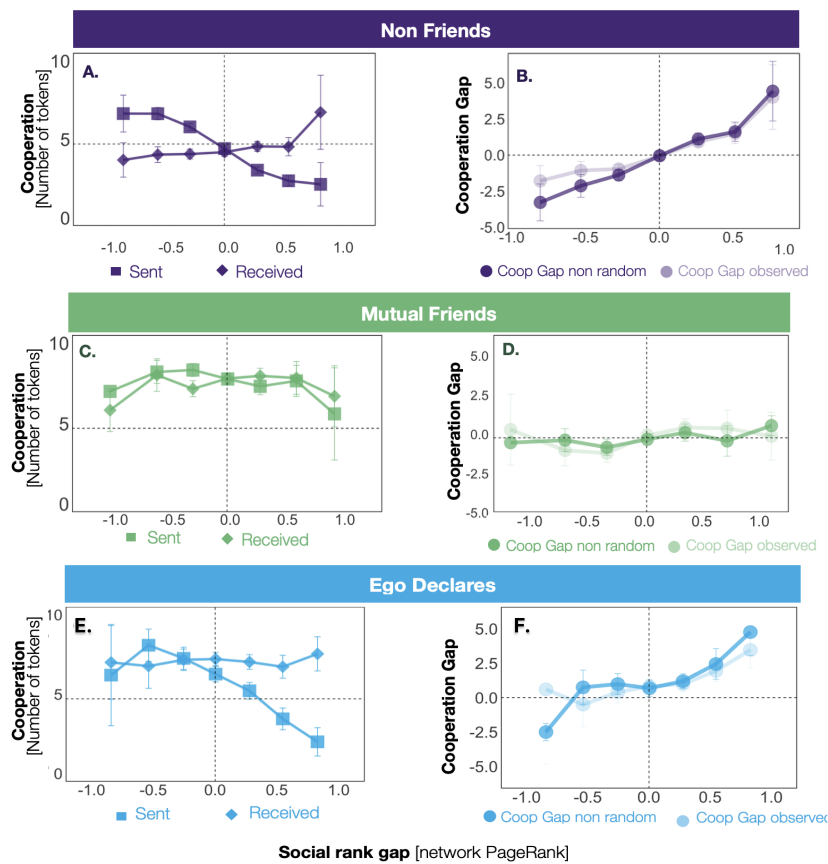 Non Friends
A.
Cooperation
[Number of tokens]
10
5
0
-1.0 -0.5 0.0 0.5 1.0
Sent Received
B.
Cooperation Gap
5.0
2.5
0.0
-2.5
-5.0
-1.0 0.0 0.5 1.0
Coop Gap non random Coop Gap observed
Mutual Friends
C.
Cooperation
[Number of tokens]
10
5
0
-1.0 -0.5 0.0 0.5 1.0
Sent Received
D.
Cooperation Gap
5.0
2.5
0.0
-2.5
-5.0
-1.0 -0.5 0.0 0.5 1.0
Coop Gap non random Coop Gap observed
Ego Declares
E.
Cooperation
[Number of tokens]
10
5
0
-1.0 -0.5 0.0 0.5 1.0
Sent Received
F.
Cooperation Gap
5.0
2.5
0.0
-2.5
-5.0
-1.0 -0.5 0.0 0.5 1.0
Coop Gap non random Coop Gap observed
Social rank gap [network PageRank]